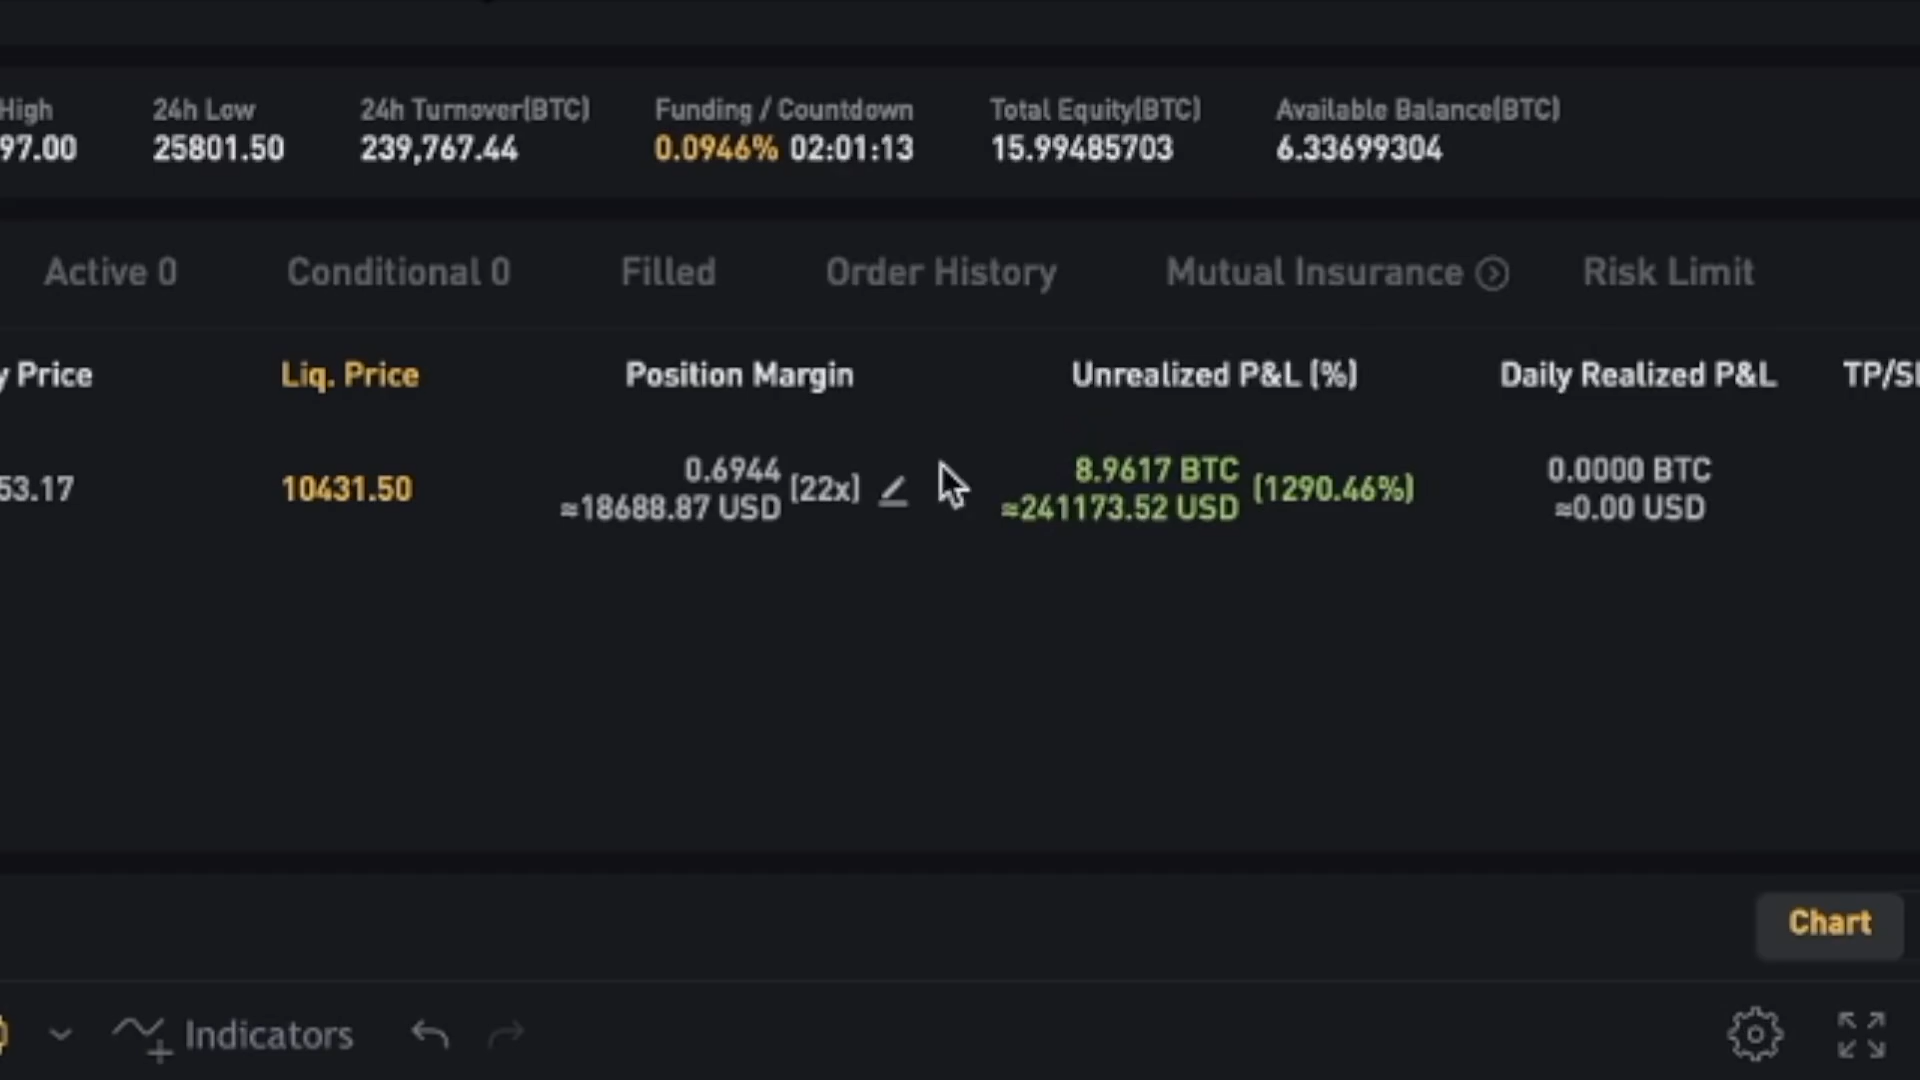 High 24h Low 24h Turnover(BTC) Funding / Countdown Total Equity(BTC) Available Balance(BTC)
97.00 25801.50 239,767.44 0.0946% 02:01:13 15.99485703 6.33699304
Active 0 Conditional 0 Filled Order History Mutual Insurance Risk Limit
y Price Liq. Price Position Margin Unrealized P&L (%) Daily Realized P&L TP/SL
53.17 10431.50 0.6944 [22x] 8.9617 BTC (1290.46%) 0.0000 BTC
≈18688.87 USD ≈241173.52 USD ≈0.00 USD
Chart
Indicators